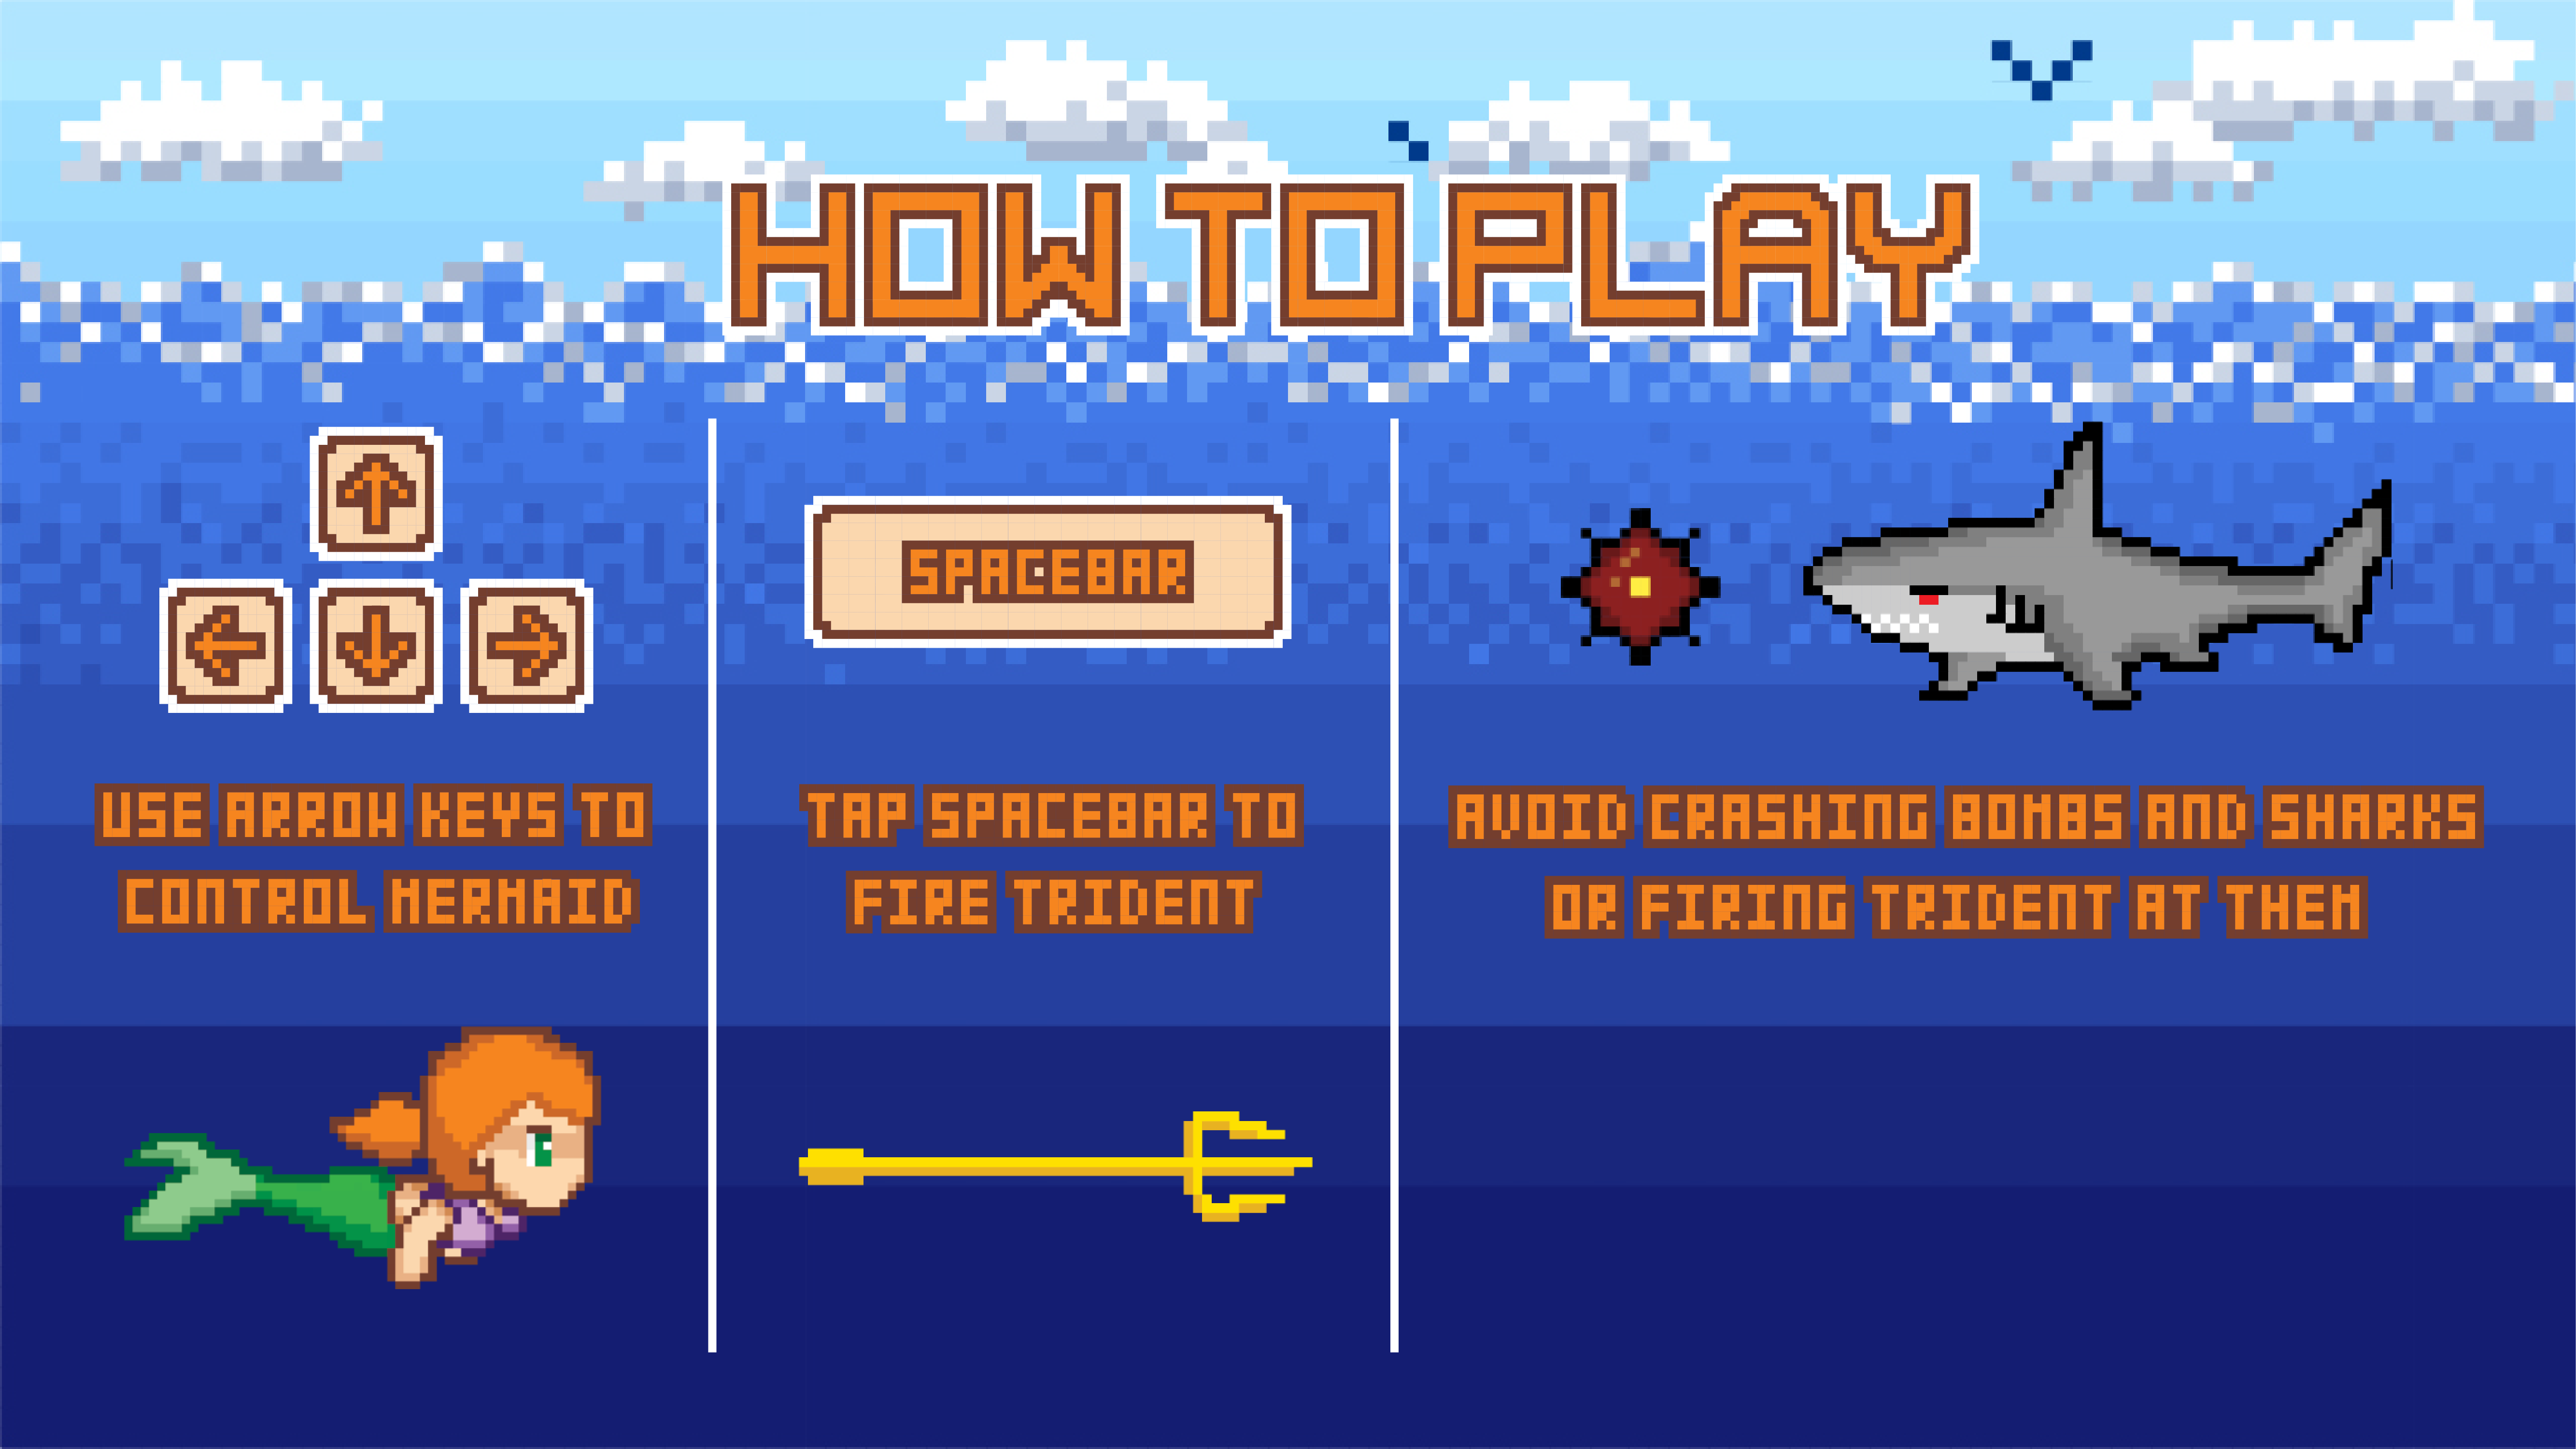 HOW TO PLAY
SPACEBAR
USE ARROW KEYS TO
CONTROL MERMAID
TAP SPACEBAR TO
FIRE TRIDENT
AVOID CRASHING BOMBS AND SHARKS
OR FIRING TRIDENT AT THEM